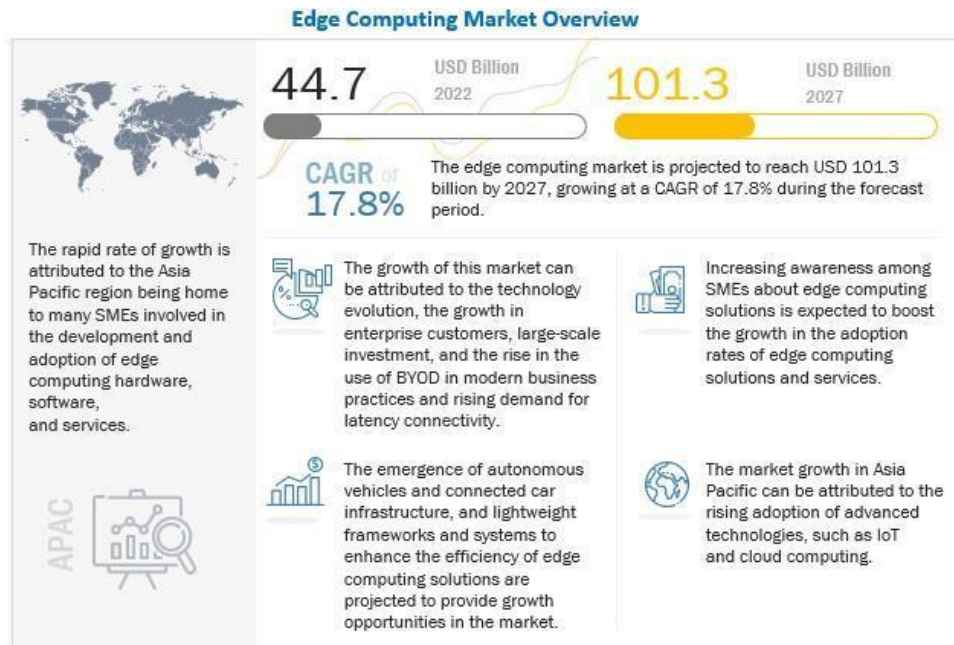 Edge Computing Market Overview
44.7
USD Billion
2022
101.3
USD Billion
2027
CAGR of
17.8%
The edge computing market is projected to reach USD 101.3
billion by 2027, growing at a CAGR of 17.8% during the forecast
period.
The rapid rate of growth is
attributed to the Asia
Pacific region being home
to many SMEs involved in
the development and
adoption of edge
computing hardware,
software,
and services.
APAC
The growth of this market can
be attributed to the technology
evolution, the growth in
enterprise customers, large-scale
investment, and the rise in the
use of BYOD in modern business
practices and rising demand for
latency connectivity.
Increasing awareness among
SMEs about edge computing
solutions is expected to boost
the growth in the adoption
rates of edge computing
solutions and services.
The emergence of autonomous
vehicles and connected car
infrastructure, and lightweight
frameworks and systems to
enhance the efficiency of edge
computing solutions are
projected to provide growth
opportunities in the market.
The market growth in Asia
Pacific can be attributed to the
rising adoption of advanced
technologies, such as IoT
and cloud computing.